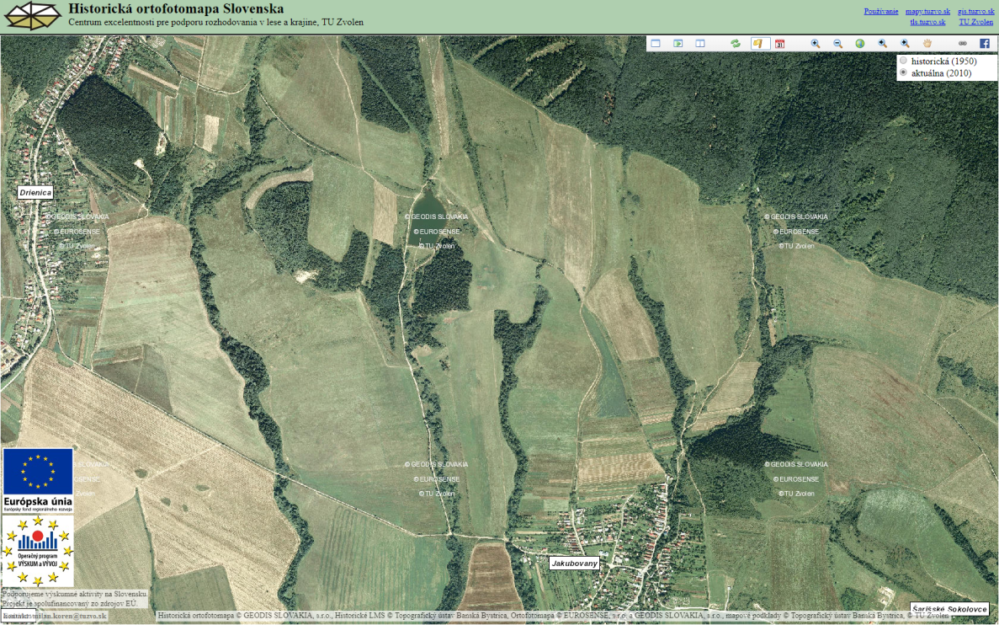 Historická ortofotomapa Slovenska
Centrum excelentnosti pre podporu rozhodovania v lese a krajine, TU Zvolen
Používanie mapy.tuzvo.sk gis.tuzvo.sk
tls.tuzvo.sk TU Zvolen
31
historická (1950)
aktuálna (2010)
Drienica
© GEODIS SLOVAKIA
© EUROSENSE
© TU Zvolen
© GEODIS SLOVAKIA
© EUROSENSE
© TU Zvolen
© GEODIS SLOVAKIA
© EUROSENSE
© TU Zvolen
SLOVAKIA
OSENSE
Zvolen
© GEODIS SLOVAKIA
© EUROSENSE
© TU Zvolen
© GEODIS SLOVAKIA
© EUROSENSE
© TU Zvolen
Európska únia
Európsky fond regionálneho rozvoja
Operačný program
VÝSKUM a VÝVOJ
Jakubovany
Šarišské Sokolovce
Podporujeme výskumné aktivity na Slovensku.
Projekt je spolufinancovaný zo zdrojov EÚ.
Kontakt: milan.koren@tuzvo.sk
Historická ortofotomapa © GEODIS SLOVAKIA, s.r.o., Historické LMS © Topografický ústav Banská Bystrica, Ortofotomapa © EUROSENSE, s.r.o. a GEODIS SLOVAKIA, s.r.o., mapové podklady © Topografický ústav Banská Bystrica, © TU Zvolen